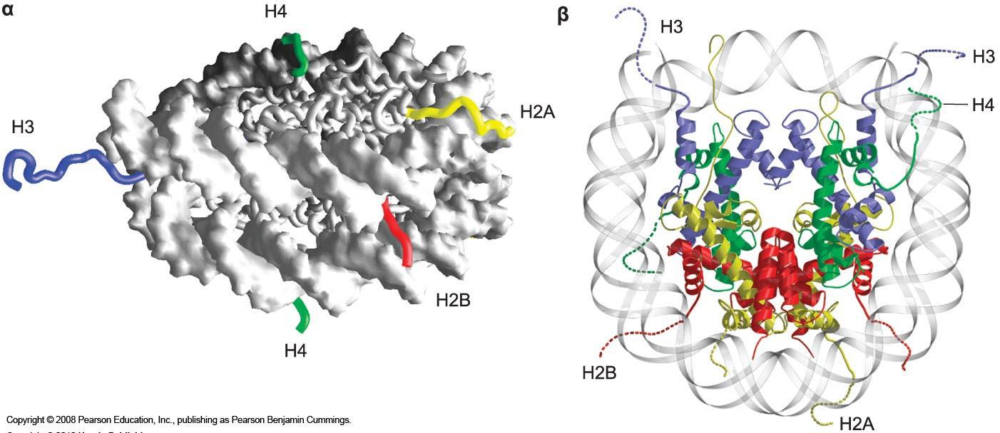 α
H4
H3
H2A
H2B
H4
β
H3
H3
H4
H2B
H2A
Copyright © 2008 Pearson Education, Inc., publishing as Pearson Benjamin Cummings.